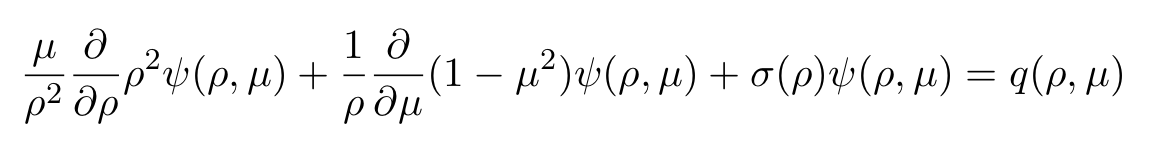 \frac{\mu}{\rho^2} \frac{\partial}{\partial \rho} \rho^2 \psi(\rho, \mu) + \frac{1}{\rho} \frac{\partial}{\partial \mu} (1 - \mu^2) \psi(\rho, \mu) + \sigma(\rho) \psi(\rho, \mu) = q(\rho, \mu)